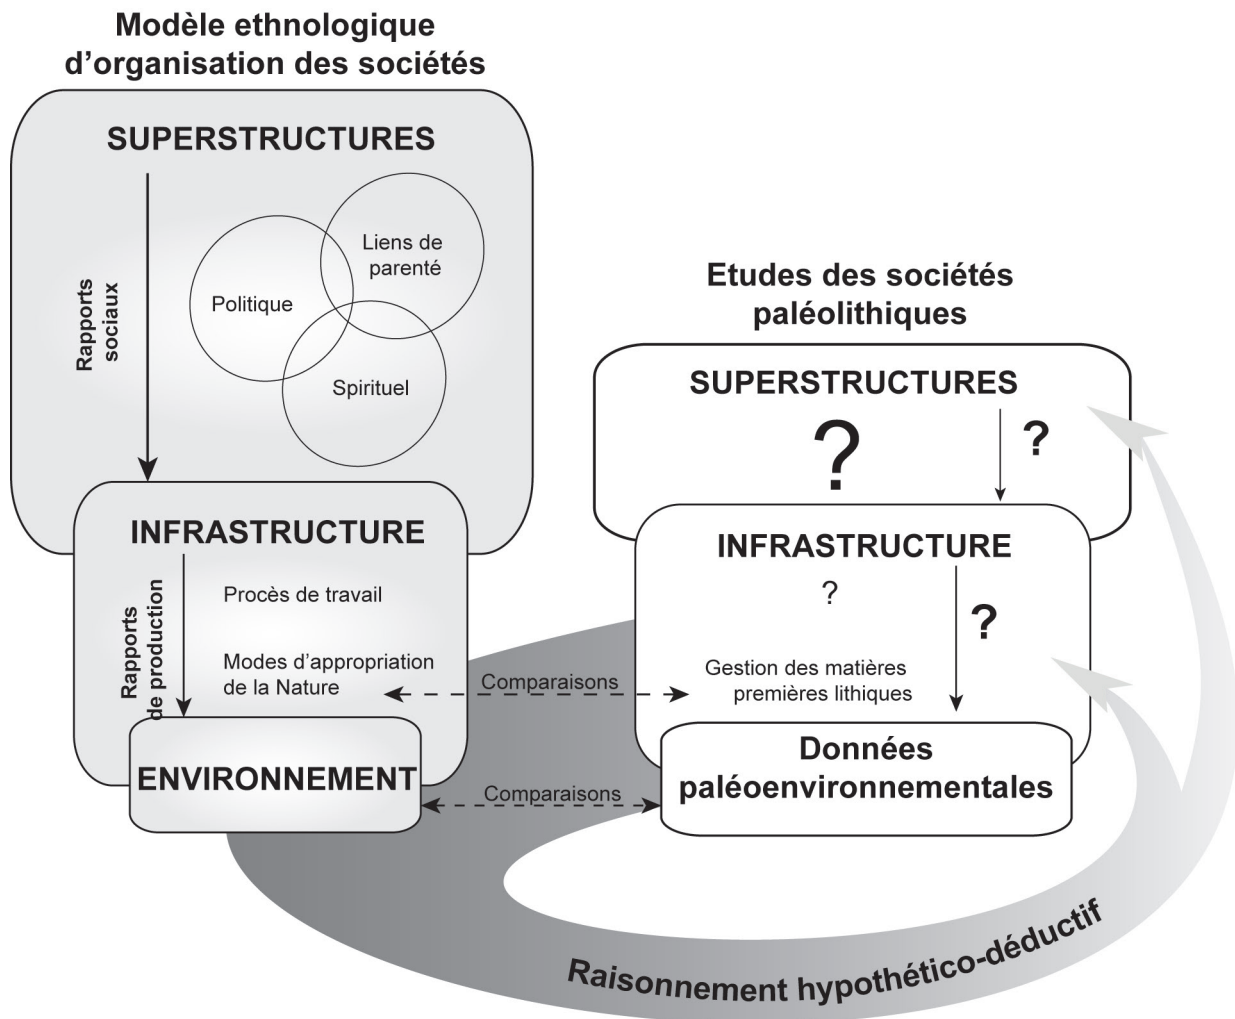 Modèle ethnologique
d'organisation des sociétés
SUPERSTRUCTURES
Rapports
sociaux
Liens de
parenté
Politique
Spirituel
INFRASTRUCTURE
Rapports
de production
Procès de travail
Modes d'appropriation
de la Nature
ENVIRONNEMENT
Comparaisons
Comparaisons
Etudes des sociétés
paléolithiques
SUPERSTRUCTURES
?
?
INFRASTRUCTURE
?
?
Gestion des matières
premières lithiques
Données
paléoenvironnementales
Raisonnement hypothético-déductif